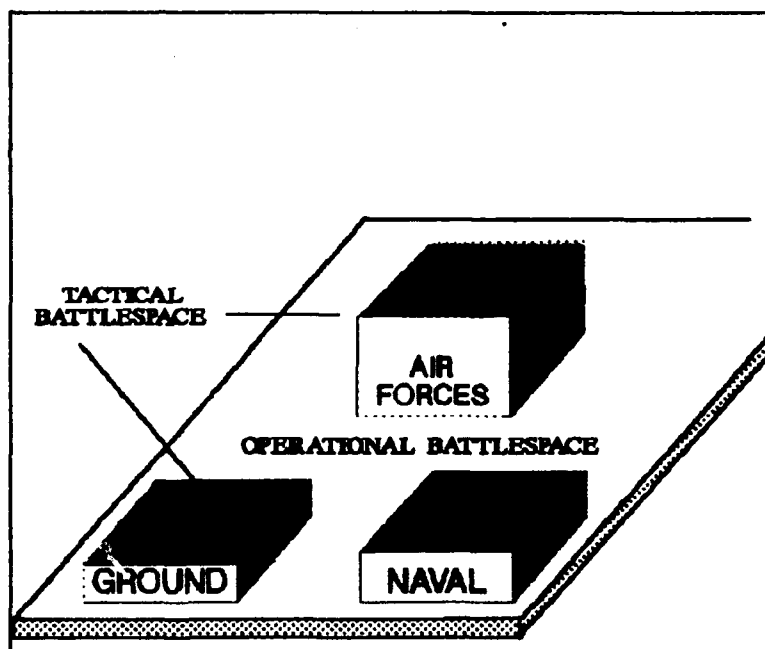 TACTICAL
BATTLESPACE
AIR
FORCES
OPERATIONAL BATTLESPACE
GROUND
NAVAL